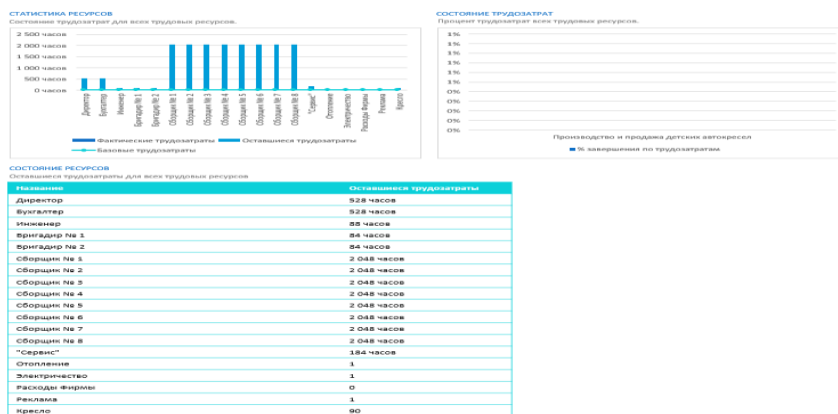 СТАТИСТИКА РЕСУРСОВ
Состояние трудозатрат для всех трудовых ресурсов.
2 500 часов
2 000 часов
1 500 часов
1 000 часов
500 часов
0 часов
Директор
Бухгалтер
Инженер
Бригадир № 1
Бригадир № 2
Сборщик № 1
Сборщик № 2
Сборщик № 3
Сборщик № 4
Сборщик № 5
Сборщик № 6
Сборщик № 7
Сборщик № 8
"Сервис"
Отопление
Электричество
Расходы Фирмы
Реклама
Кресло
Фактические трудозатраты
Оставшиеся трудозатраты
Базовые трудозатраты
СОСТОЯНИЕ ТРУДОЗАТРАТ
Процент трудозатрат всех трудовых ресурсов.
1%
1%
1%
1%
1%
1%
0%
0%
0%
0%
0%
Производство и продажа детских автокресел
% завершения по трудозатратам
СОСТОЯНИЕ РЕСУРСОВ
Оставшиеся трудозатраты для всех трудовых ресурсов
Название Оставшиеся трудозатраты
Директор 528 часов
Бухгалтер 528 часов
Инженер 88 часов
Бригадир № 1 84 часов
Бригадир № 2 84 часов
Сборщик № 1 2 048 часов
Сборщик № 2 2 048 часов
Сборщик № 3 2 048 часов
Сборщик № 4 2 048 часов
Сборщик № 5 2 048 часов
Сборщик № 6 2 048 часов
Сборщик № 7 2 048 часов
Сборщик № 8 2 048 часов
"Сервис" 184 часов
Отопление 1
Электричество 1
Расходы Фирмы 0
Реклама 1
Кресло 90